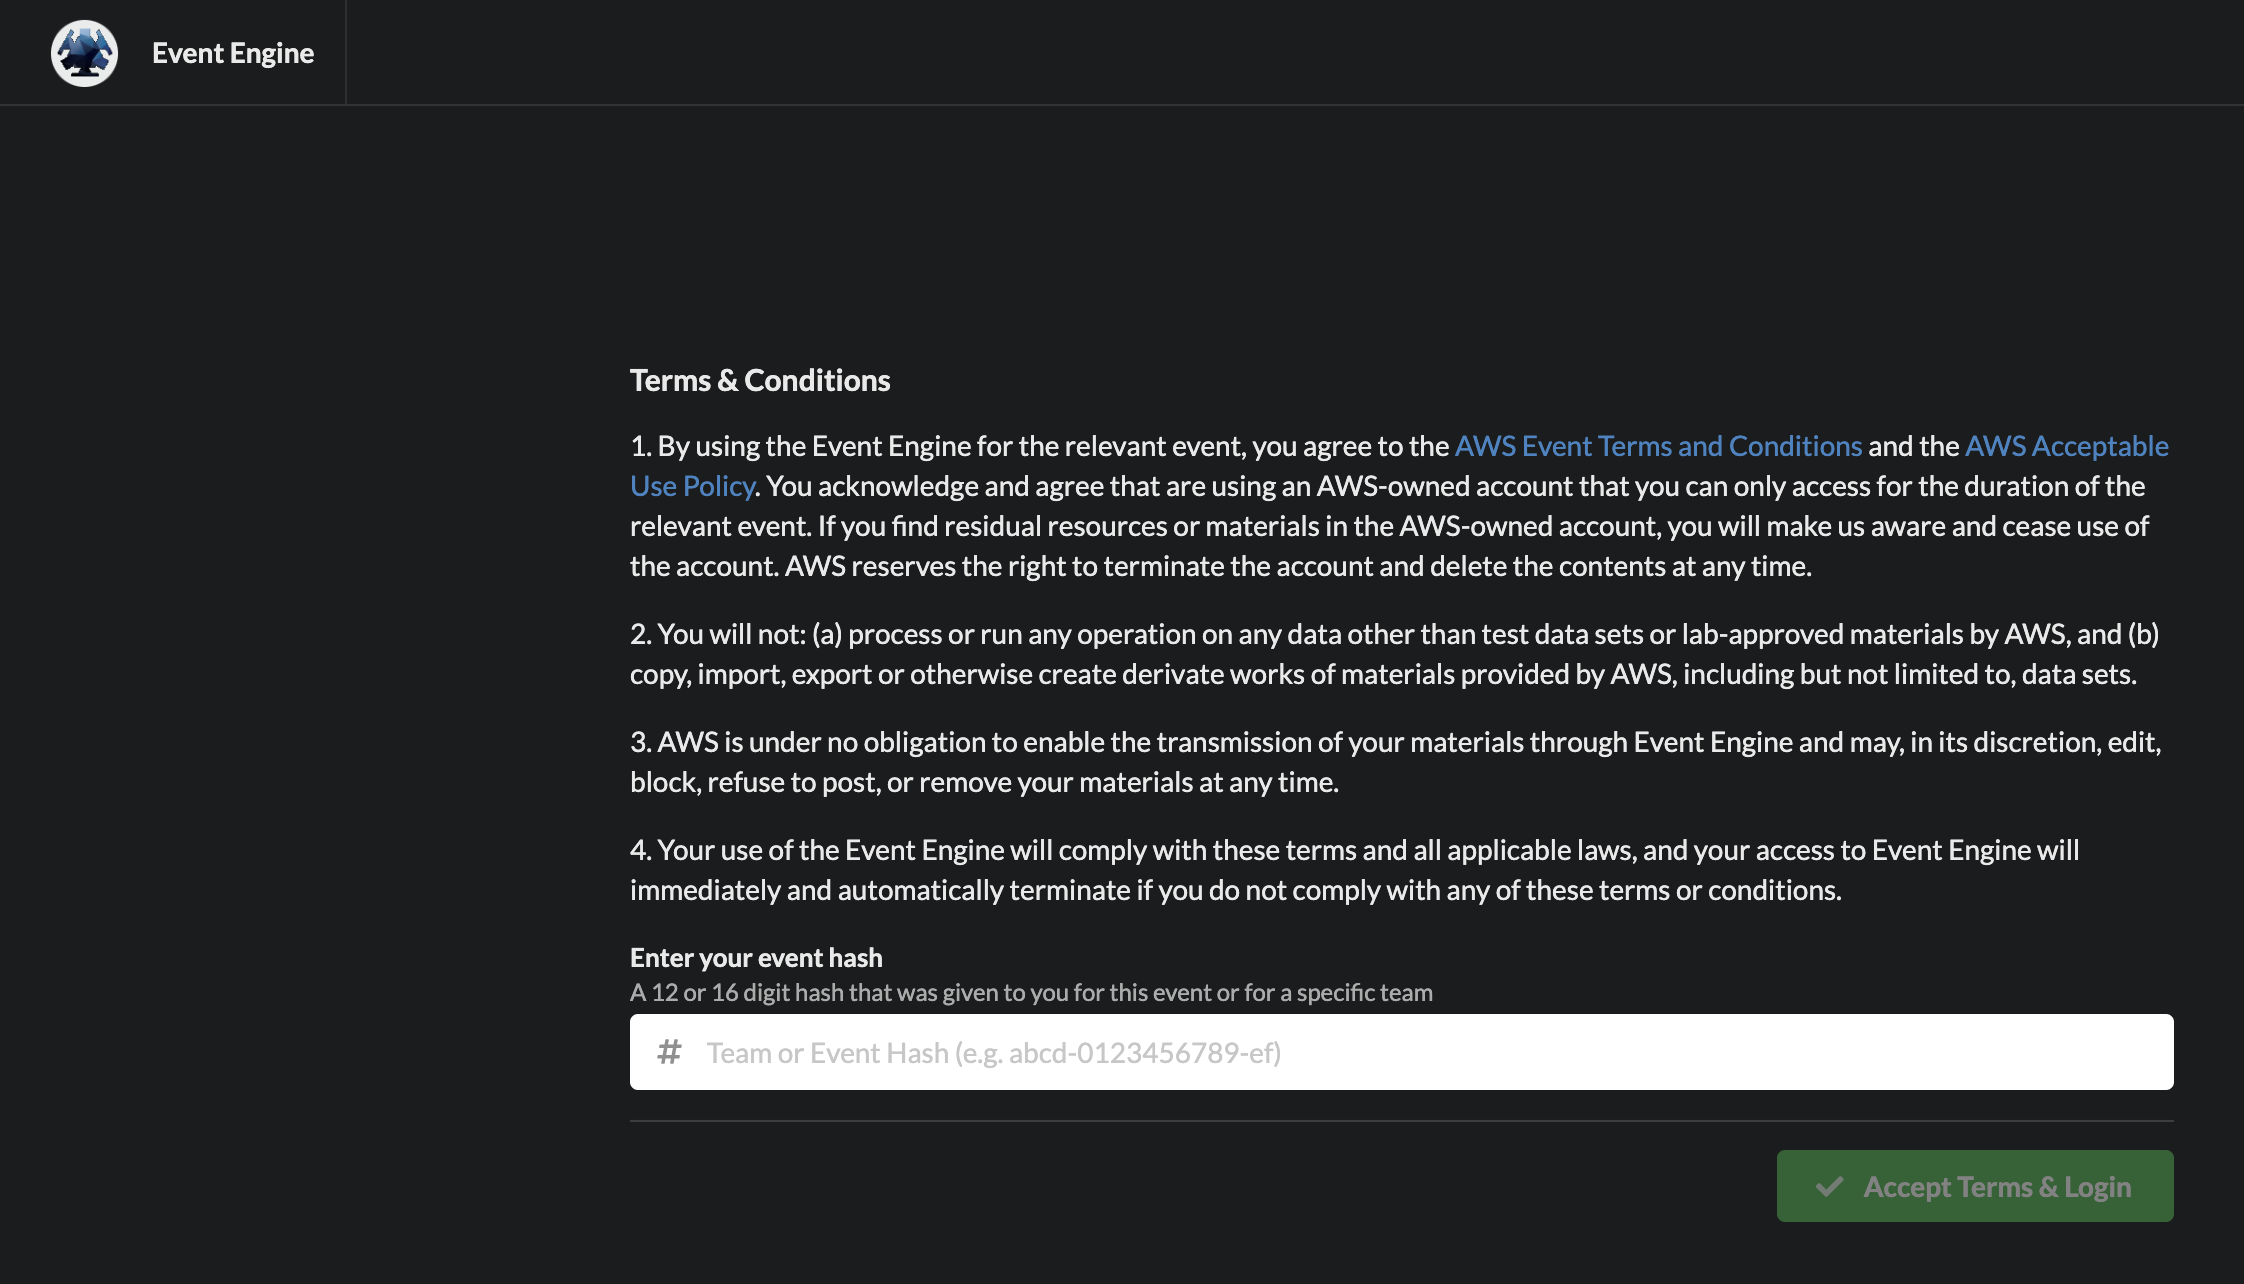 Event Engine
Terms & Conditions
1. By using the Event Engine for the relevant event, you agree to the AWS Event Terms and Conditions and the AWS Acceptable
Use Policy. You acknowledge and agree that are using an AWS-owned account that you can only access for the duration of the
relevant event. If you find residual resources or materials in the AWS-owned account, you will make us aware and cease use of
the account. AWS reserves the right to terminate the account and delete the contents at any time.
2. You will not: (a) process or run any operation on any data other than test data sets or lab-approved materials by AWS, and (b)
copy, import, export or otherwise create derivate works of materials provided by AWS, including but not limited to, data sets.
3. AWS is under no obligation to enable the transmission of your materials through Event Engine and may, in its discretion, edit,
block, refuse to post, or remove your materials at any time.
4. Your use of the Event Engine will comply with these terms and all applicable laws, and your access to Event Engine will
immediately and automatically terminate if you do not comply with any of these terms or conditions.
Enter your event hash
A 12 or 16 digit hash that was given to you for this event or for a specific team
# Team or Event Hash (e.g. abcd-0123456789-ef)
Accept Terms & Login